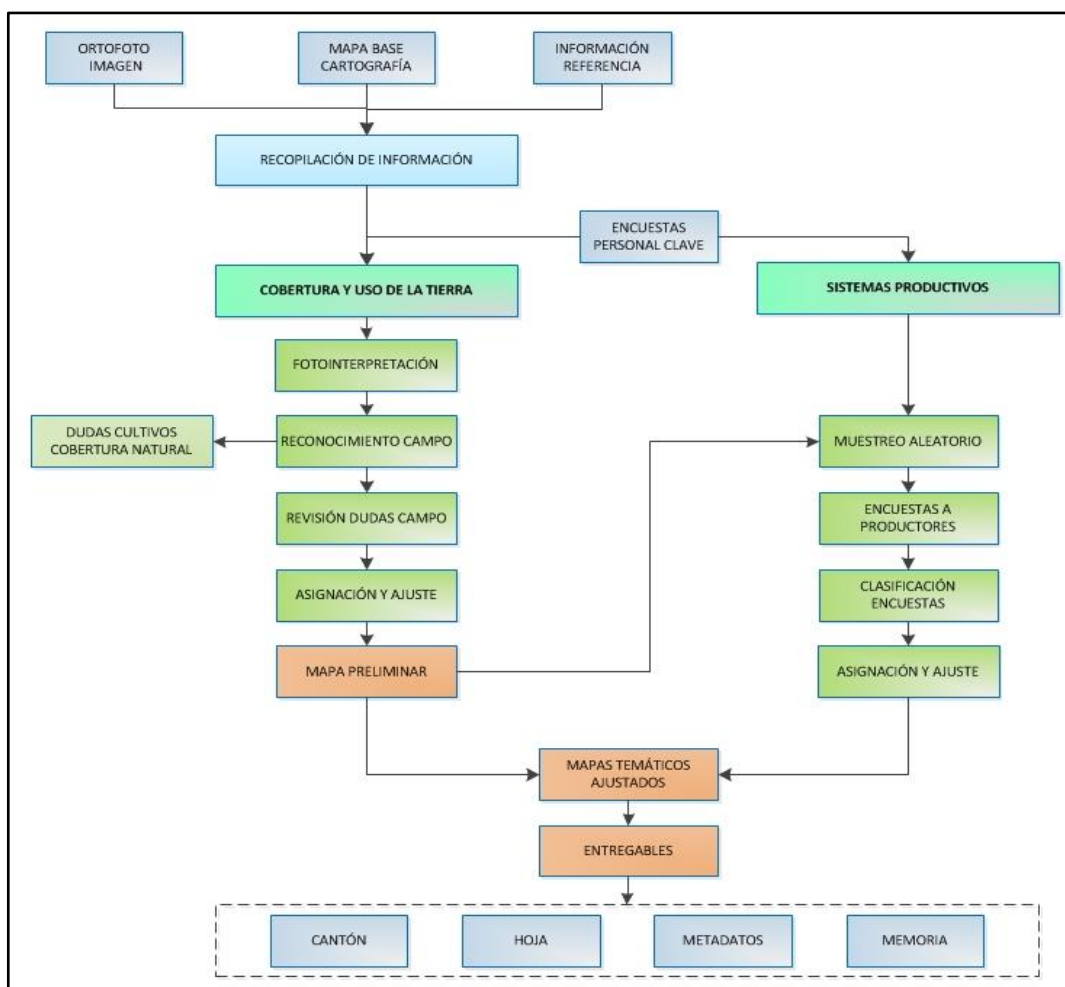 ORTOFOTO
IMAGEN
MAPA BASE
CARTOGRAFÍA
INFORMACIÓN
REFERENCIA
RECOPILACIÓN DE INFORMACIÓN
ENCUESTAS
PERSONAL CLAVE
COBERTURA Y USO DE LA TIERRA
SISTEMAS PRODUCTIVOS
FOTOINTERPRETACIÓN
DUDAS CULTIVOS
COBERTURA NATURAL
RECONOCIMIENTO CAMPO
MUESTREO ALEATORIO
REVISIÓN DUDAS CAMPO
ENCUESTAS A
PRODUCTORES
ASIGNACIÓN Y AJUSTE
CLASIFICACIÓN
ENCUESTAS
MAPA PRELIMINAR
ASIGNACIÓN Y AJUSTE
MAPAS TEMÁTICOS
AJUSTADOS
ENTREGABLES
CANTÓN
HOJA
METADATOS
MEMORIA